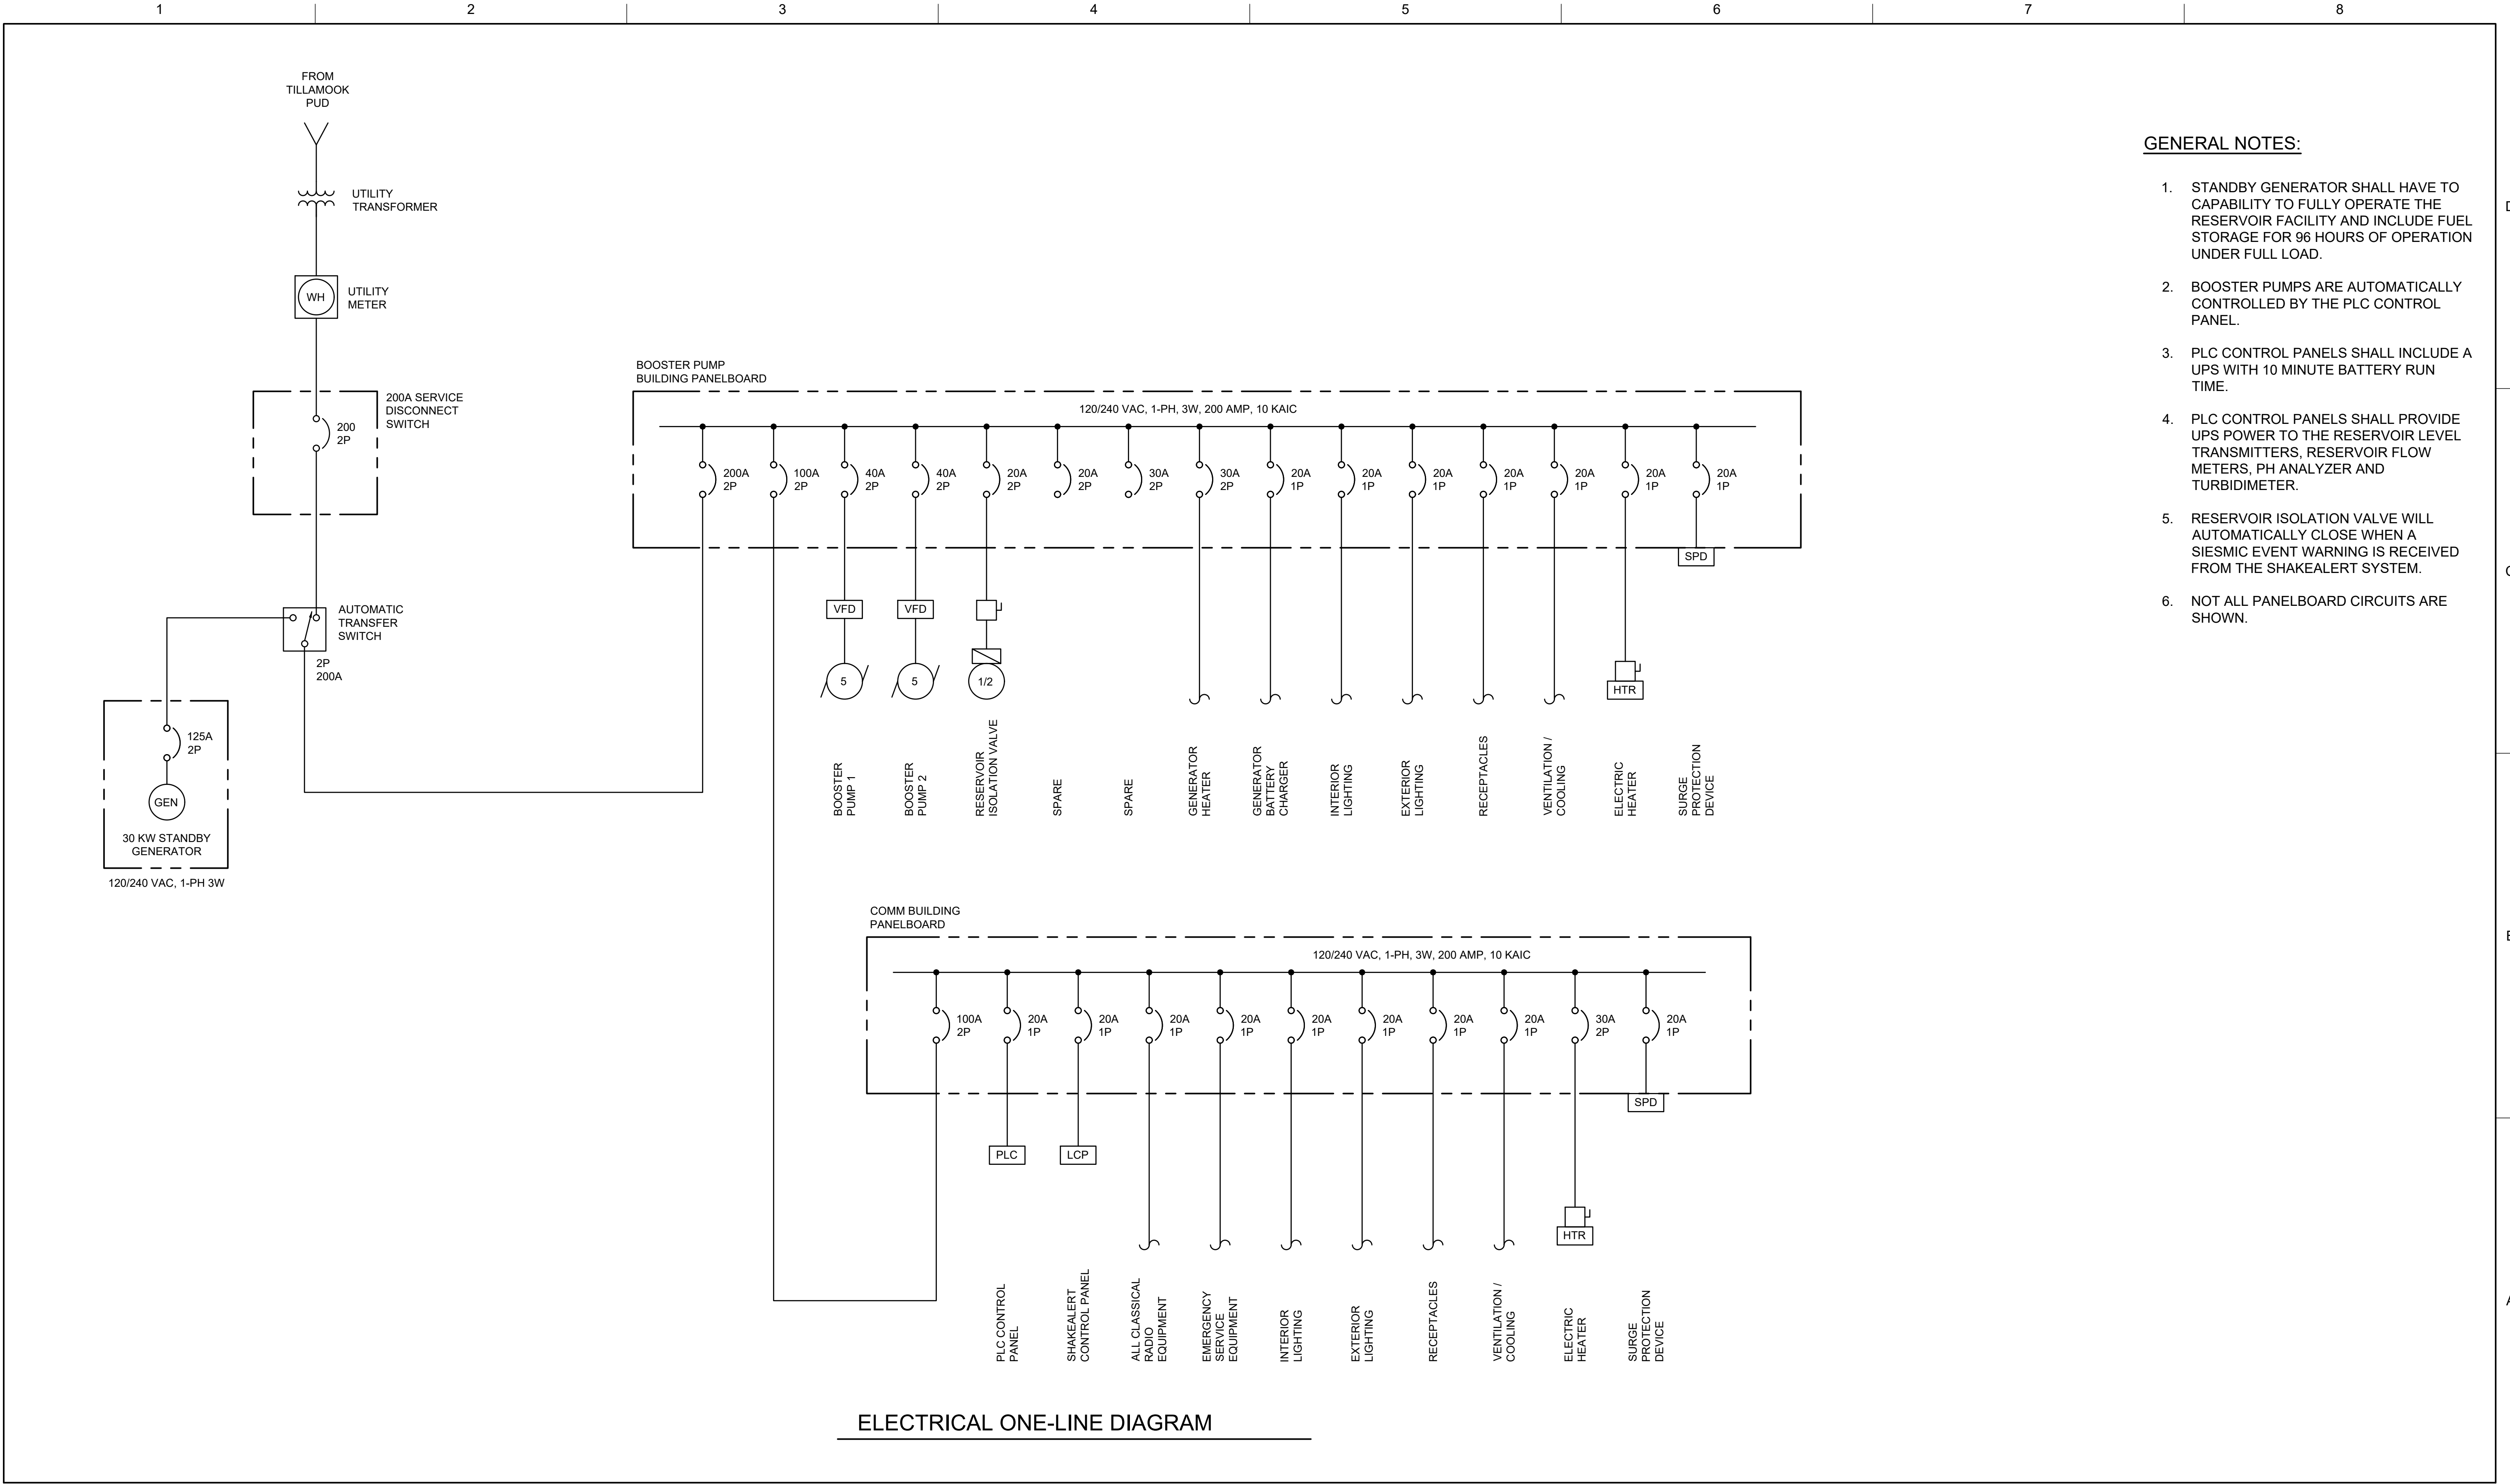 1
2
3
4
5
6
7
8
FROM
TILLAMOOK
PUD
UTILITY
TRANSFORMER
WH
UTILITY
METER
200A SERVICE
DISCONNECT
SWITCH
200
2P
AUTOMATIC
TRANSFER
SWITCH
2P
200A
125A
2P
GEN
30 KW STANDBY
GENERATOR
120/240 VAC, 1-PH 3W
BOOSTER PUMP
BUILDING PANELBOARD
120/240 VAC, 1-PH, 3W, 200 AMP, 10 KAIC
200A
2P
100A
2P
40A
2P
40A
2P
20A
2P
20A
2P
30A
2P
30A
2P
20A
1P
20A
1P
20A
1P
20A
1P
20A
1P
20A
1P
20A
1P
SPD
VFD
VFD
5
5
1/2
HTR
BOOSTER
PUMP 1
BOOSTER
PUMP 2
RESERVOIR
ISOLATION VALVE
SPARE
SPARE
GENERATOR
HEATER
GENERATOR
BATTERY
CHARGER
INTERIOR
LIGHTING
EXTERIOR
LIGHTING
RECEPTACLES
VENTILATION /
COOLING
ELECTRIC
HEATER
SURGE
PROTECTION
DEVICE
COMM BUILDING
PANELBOARD
120/240 VAC, 1-PH, 3W, 200 AMP, 10 KAIC
100A
2P
20A
1P
20A
1P
20A
1P
20A
1P
20A
1P
20A
1P
20A
1P
20A
1P
30A
2P
20A
1P
SPD
PLC
LCP
HTR
PLC CONTROL
PANEL
SHAKEALERT
CONTROL PANEL
ALL CLASSICAL
RADIO
EQUIPMENT
EMERGENCY
SERVICE
EQUIPMENT
INTERIOR
LIGHTING
EXTERIOR
LIGHTING
RECEPTACLES
VENTILATION /
COOLING
ELECTRIC
HEATER
SURGE
PROTECTION
DEVICE
ELECTRICAL ONE-LINE DIAGRAM
GENERAL NOTES:
1. STANDBY GENERATOR SHALL HAVE TO
CAPABILITY TO FULLY OPERATE THE
RESERVOIR FACILITY AND INCLUDE FUEL
STORAGE FOR 96 HOURS OF OPERATION
UNDER FULL LOAD.
2. BOOSTER PUMPS ARE AUTOMATICALLY
CONTROLLED BY THE PLC CONTROL
PANEL.
3. PLC CONTROL PANELS SHALL INCLUDE A
UPS WITH 10 MINUTE BATTERY RUN
TIME.
4. PLC CONTROL PANELS SHALL PROVIDE
UPS POWER TO THE RESERVOIR LEVEL
TRANSMITTERS, RESERVOIR FLOW
METERS, PH ANALYZER AND
TURBIDIMETER.
5. RESERVOIR ISOLATION VALVE WILL
AUTOMATICALLY CLOSE WHEN A
SIESMIC EVENT WARNING IS RECEIVED
FROM THE SHAKEALERT SYSTEM.
6. NOT ALL PANELBOARD CIRCUITS ARE
SHOWN.